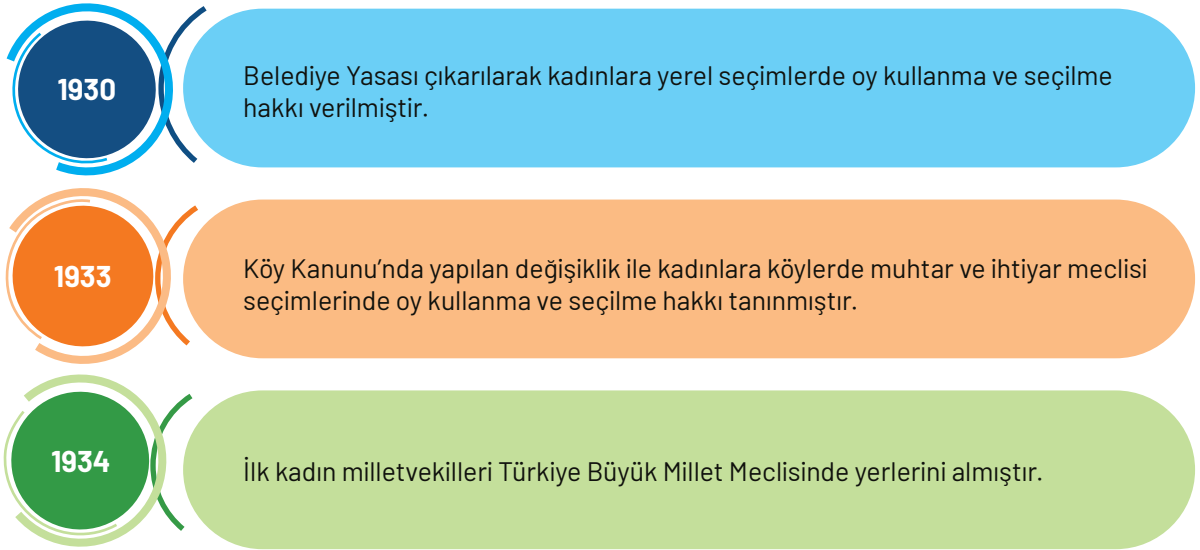 1930
Belediye Yasası çıkarılarak kadınlara yerel seçimlerde oy kullanma ve seçilme
hakkı verilmiştir.
1933
Köy Kanunu’nda yapılan değişiklik ile kadınlara köylerde muhtar ve ihtiyar meclisi
seçimlerinde oy kullanma ve seçilme hakkı tanınmıştır.
1934
İlk kadın milletvekilleri Türkiye Büyük Millet Meclisinde yerlerini almıştır.